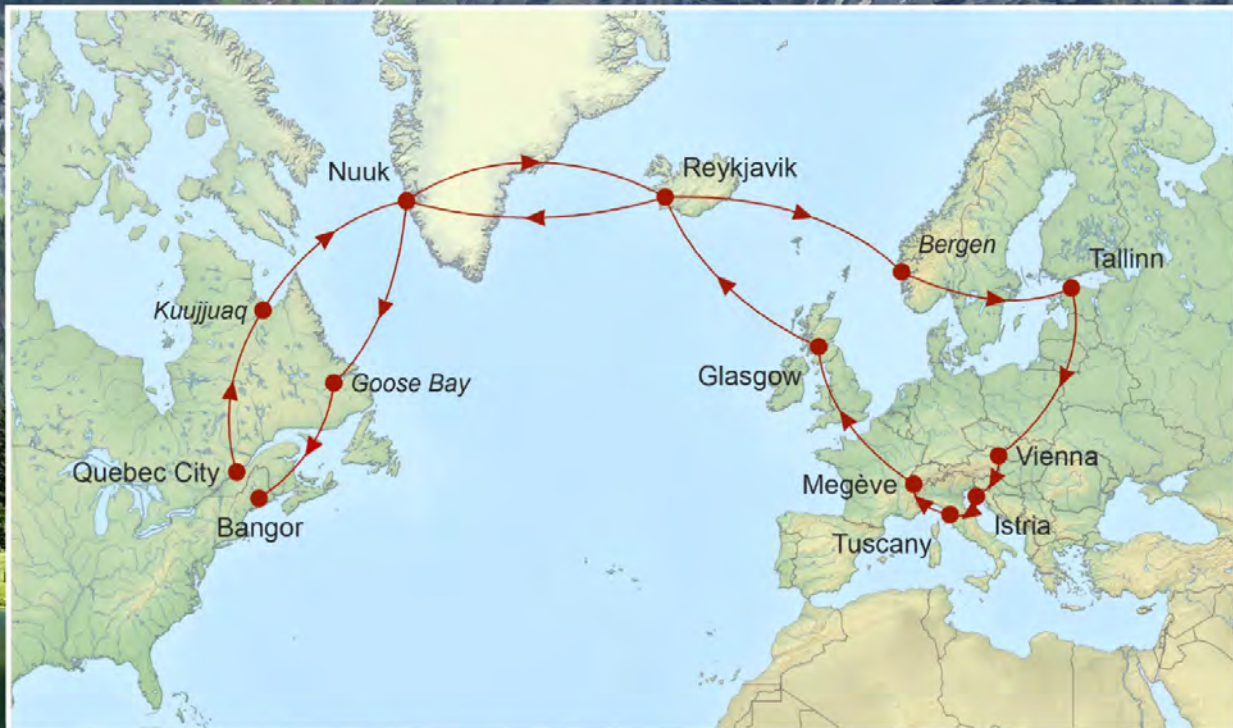 Nuuk
Reykjavik
Bergen
Tallinn
Kuujjuaq
Glasgow
Goose Bay
Quebec City
Vienna
Megève
Bangor
Istria
Tuscany